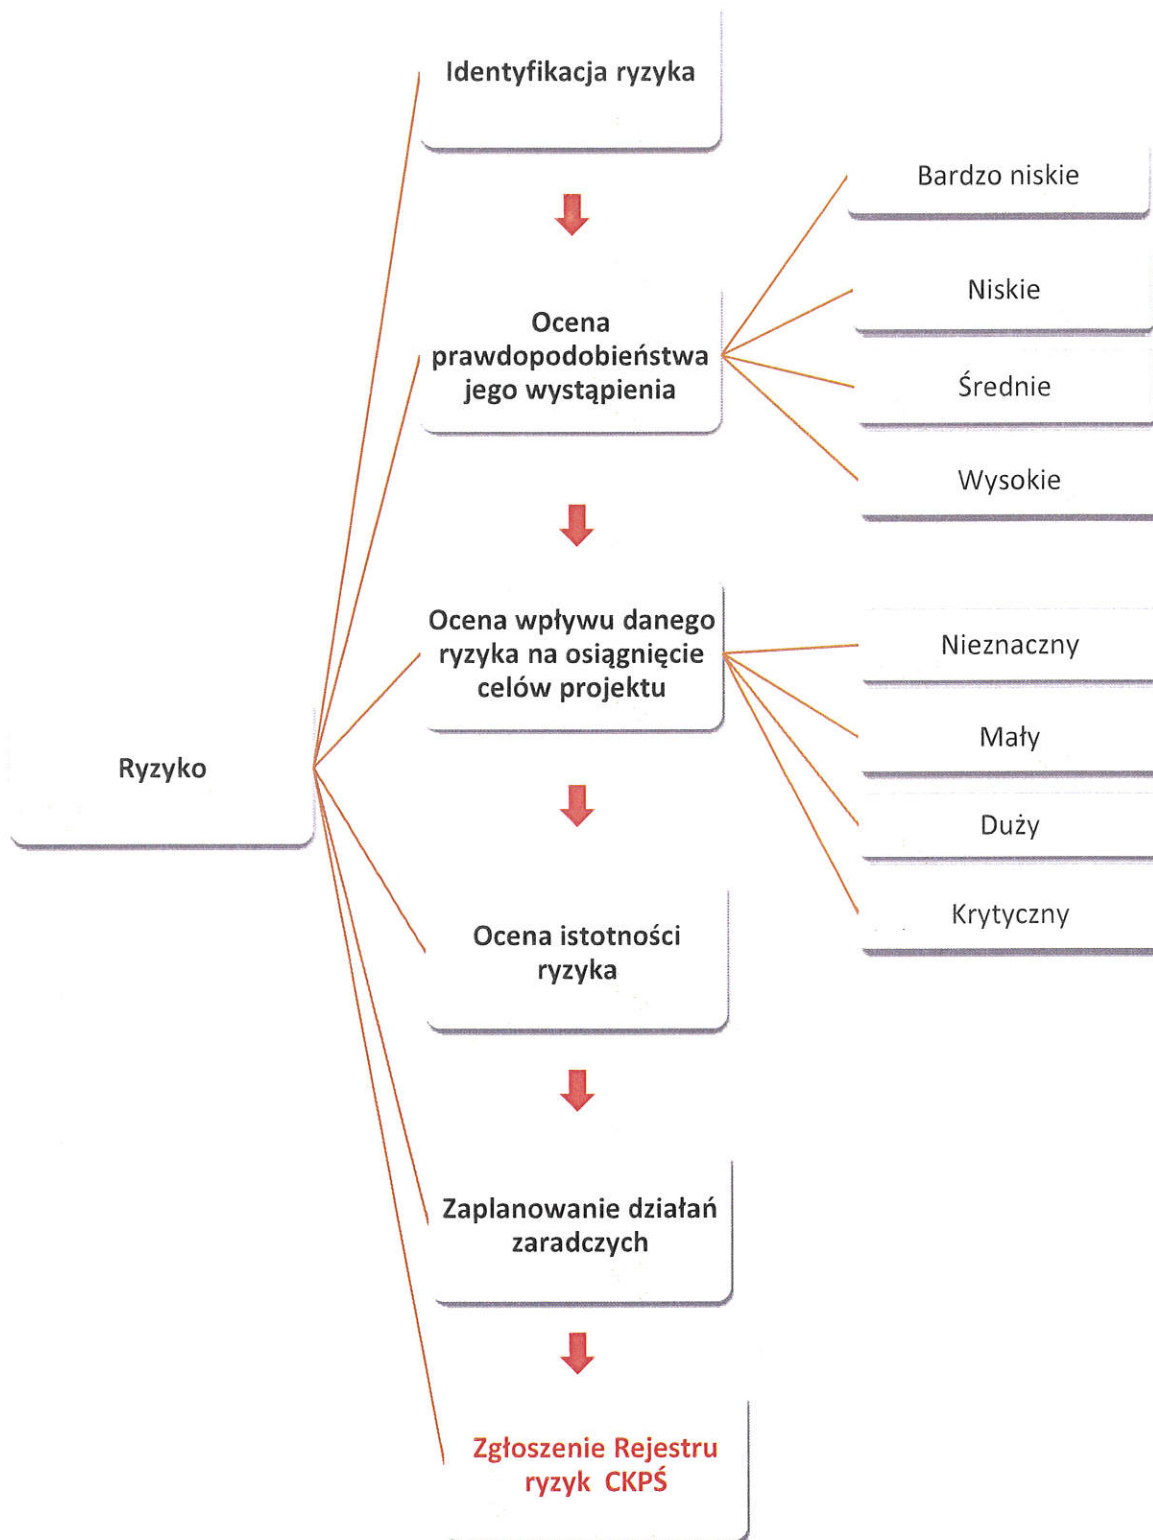 Identyfikacja ryzyka
Bardzo niskie
Niskie
Ocena
prawdopodobieństwa
jego wystąpienia
Średnie
Wysokie
Ocena wpływu danego
ryzyka na osiągnięcie
celów projektu
Nieznaczny
Mały
Ryzyko
Duży
Krytyczny
Ocena istotności
ryzyka
Zaplanowanie działań
zaradczych
Zgłoszenie Rejestru
ryzyk CKPŚ